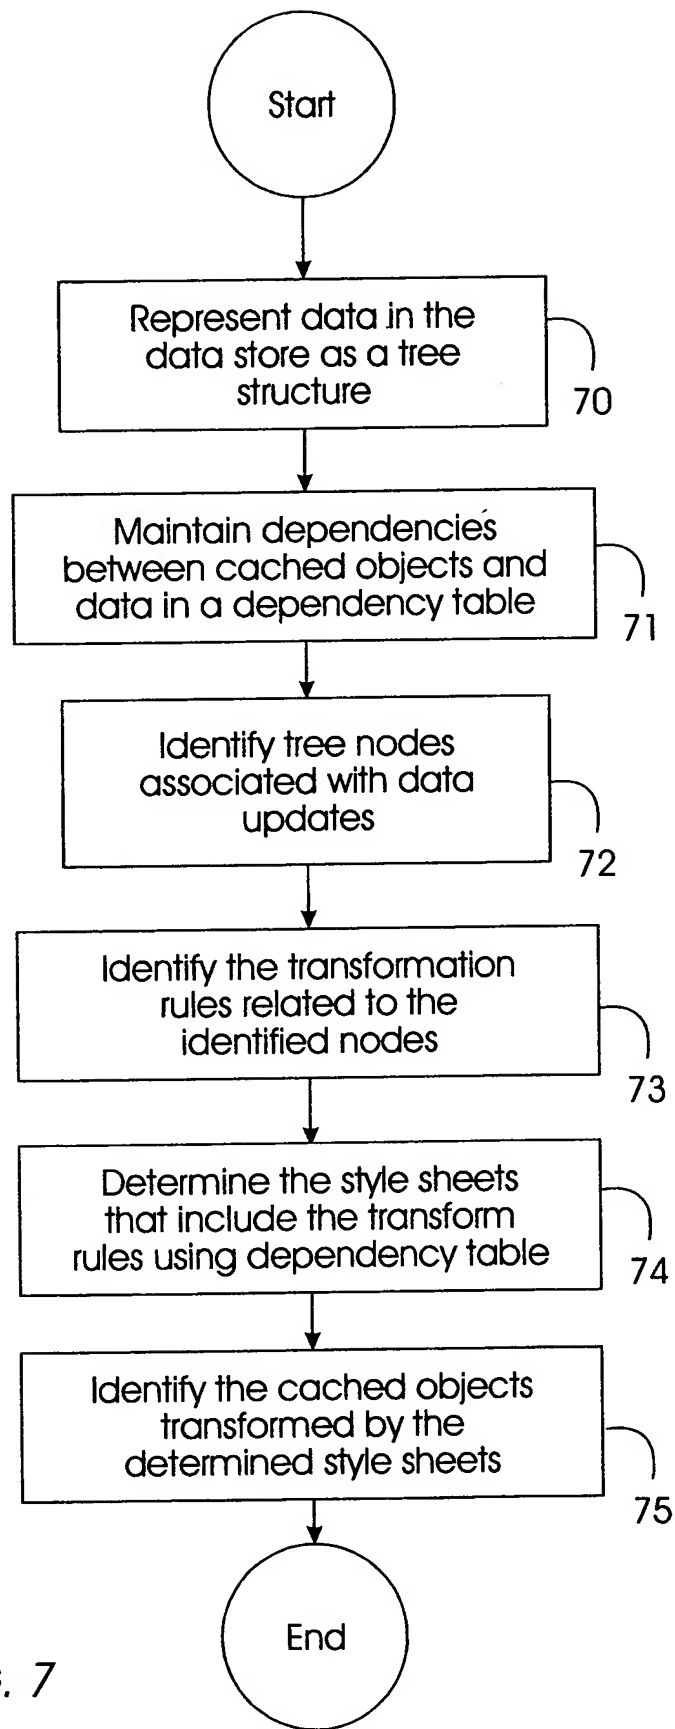 Start
Represent data in the
data store as a tree
structure
70
Maintain dependencies
between cached objects and
data in a dependency table
71
Identify tree nodes
associated with data
updates
72
Identify the transformation
rules related to the
identified nodes
73
Determine the style sheets
that include the transform
rules using dependency table
74
Identify the cached objects
transformed by the
determined style sheets
75
End
. 7